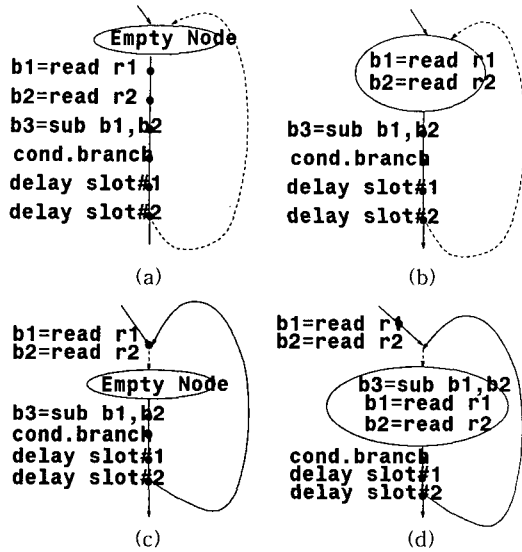 Empty Node
b1=read r1
b2=read r2
b3=sub b1,b2
cond.branch
delay slot#1
delay slot#2
(a)
b1=read r1
b2=read r2
b3=sub b1,b2
cond.branch
delay slot#1
delay slot#2
(b)
b1=read r1
b2=read r2
Empty Node
b3=sub b1,b2
cond.branch
delay slot#1
delay slot#2
(c)
b1=read r1
b2=read r2
b3=sub b1,b2
b1=read r1
b2=read r2
cond.branch
delay slot#1
delay slot#2
(d)